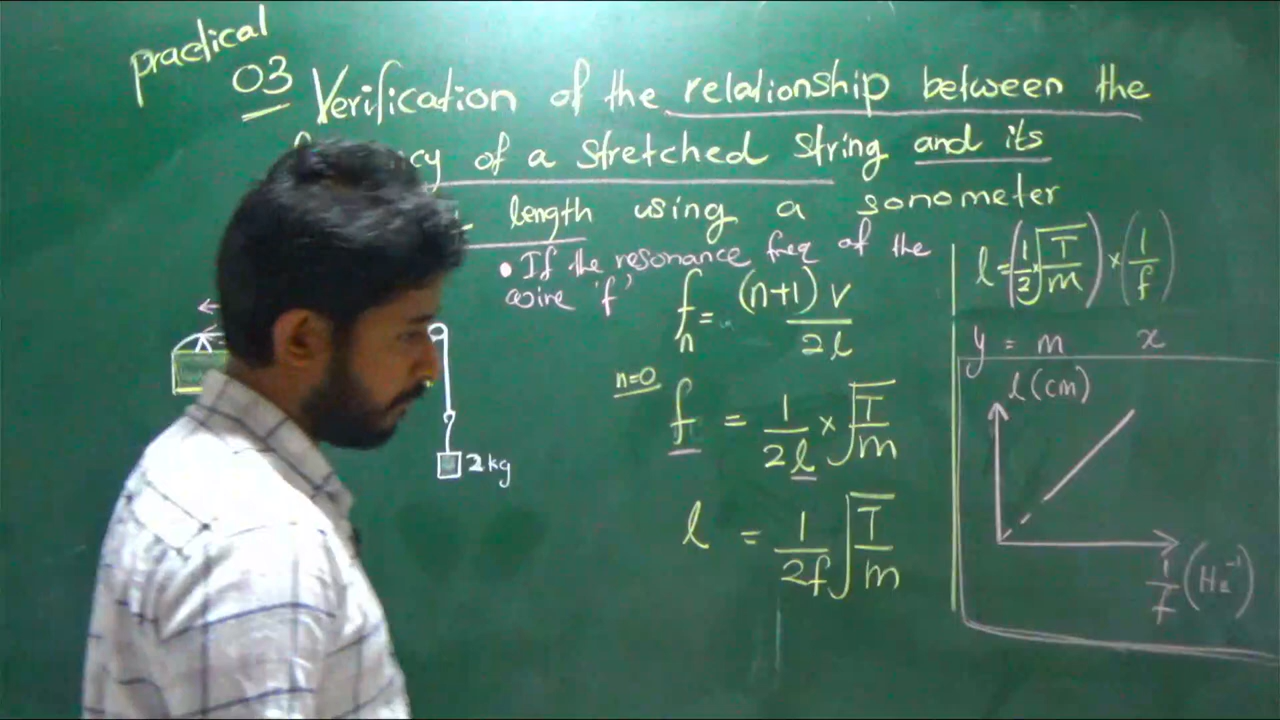 practical
03 Verification of the relationship between the
cy of a stretched string and its
length using a sonometer
• If the resonance freq of the
wire 'f'
fn = (n+1) v / 2l
n=0
f = 1/2l × √T/m
l = 1/2f √T/m
2kg
l = (1/2 × √T/m) × (1/f)
y = m x
l (cm)
1/f (Hz⁻¹)